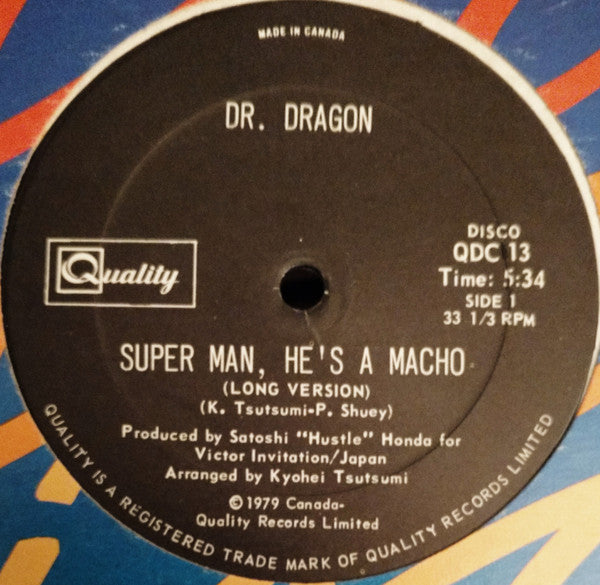 MADE IN CANADA
DR. DRAGON
Quality
DISCO
QDC 13
Time: 5:34
SIDE 1
33 1/3 RPM
SUPER MAN, HE'S A MACHO
(LONG VERSION)
(K. Tsutsumi-P. Shuey)
Produced by Satoshi "Hustle" Honda for
Victor Invitation/Japan
Arranged by Kyohei Tsutsumi
©1979 Canada-
Quality Records Limited
QUALITY IS A REGISTERED TRADE MARK OF QUALITY RECORDS LIMITED